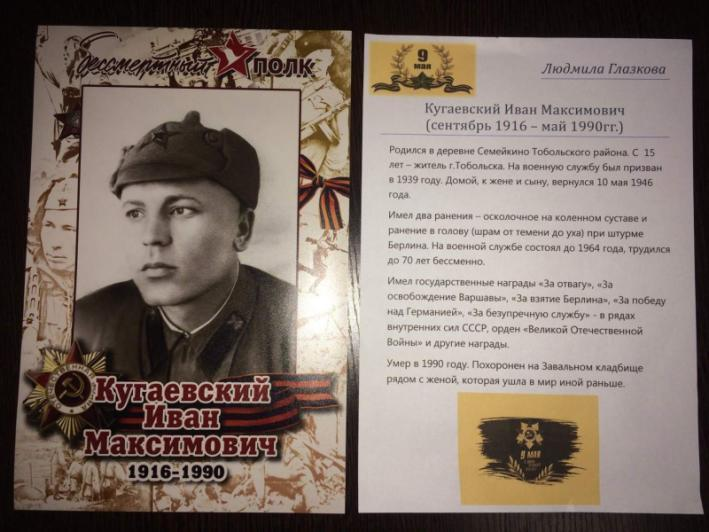 бессмертный полк
Кугаевский
Иван
Максимович
1916-1990
9
мая
Людмила Глазкова
Кугаевский Иван Максимович
(сентябрь 1916 – май 1990гг.)
Родился в деревне Семейкино Тобольского района. С 15
лет – житель г.Тобольска. На военную службу был призван
в 1939 году. Домой, к жене и сыну, вернулся 10 мая 1946
года.
Имел два ранения – осколочное на коленном суставе и
ранение в голову (шрам от темени до уха) при штурме
Берлина. На военной службе состоял до 1964 года, трудился
до 70 лет бессменно.
Имел государственные награды «За отвагу», «За
освобождение Варшавы», «За взятие Берлина», «За победу
над Германией», «За безупречную службу» - в рядах
внутренних сил СССР, орден «Великой Отечественной
Войны» и другие награды.
Умер в 1990 году. Похоронен на Завальном кладбище
рядом с женой, которая ушла в мир иной раньше.
9 МАЯ